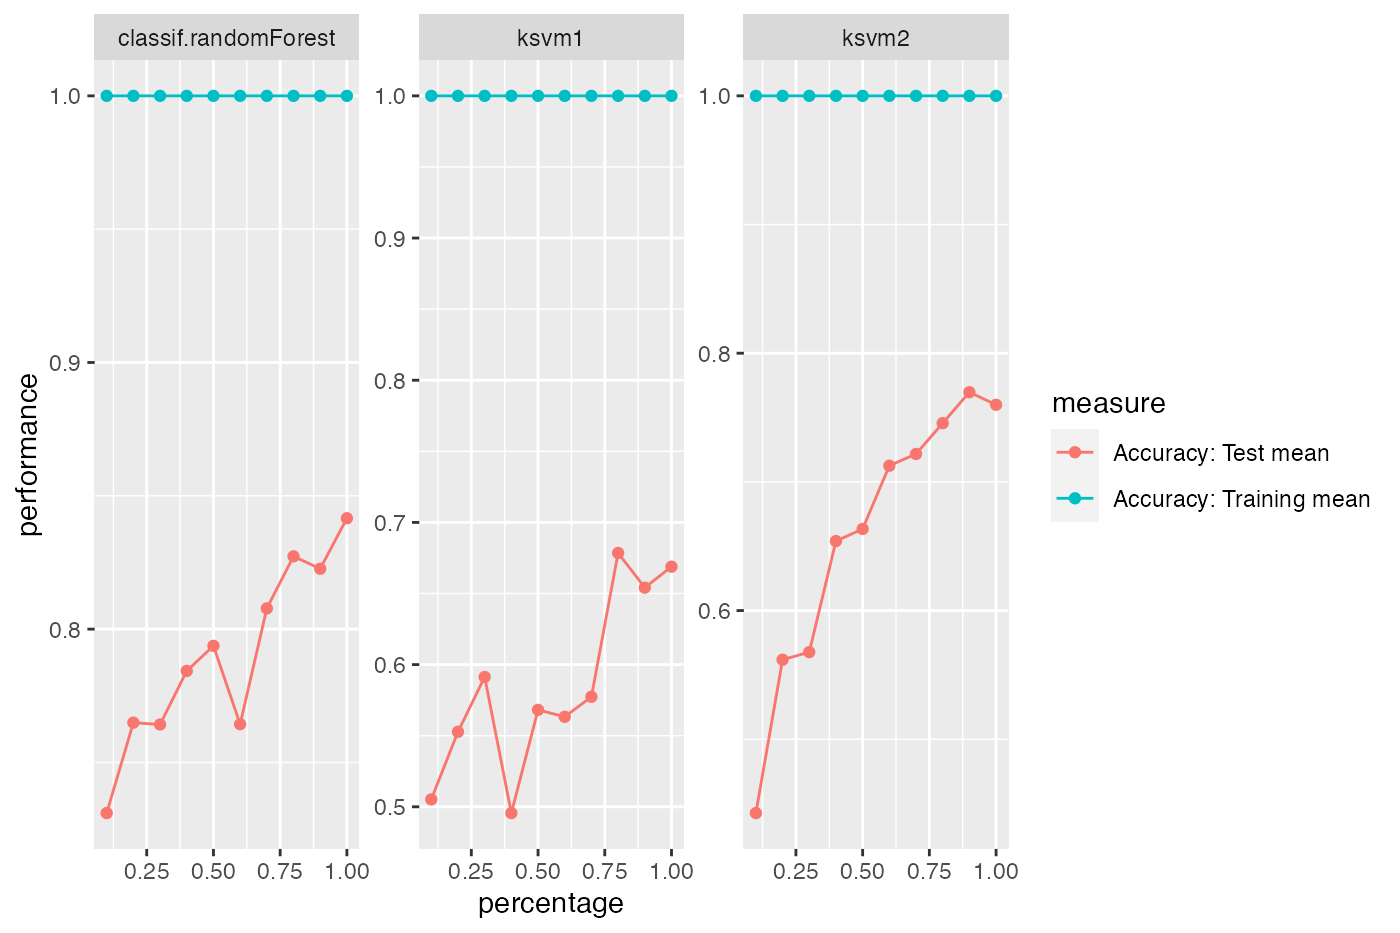 classif.randomForest
ksvm1
ksvm2
performance
1.0
0.9
0.8
1.0
0.9
0.8
0.7
0.6
0.5
1.0
0.8
0.6
0.25 0.50 0.75 1.00
0.25 0.50 0.75 1.00
0.25 0.50 0.75 1.00
percentage
measure
Accuracy: Test mean
Accuracy: Training mean